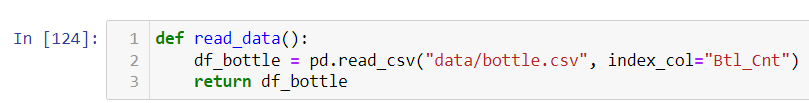 In [124]:
1 def read_data():
2     df_bottle = pd.read_csv("data/bottle.csv", index_col="Btl_Cnt")
3     return df_bottle